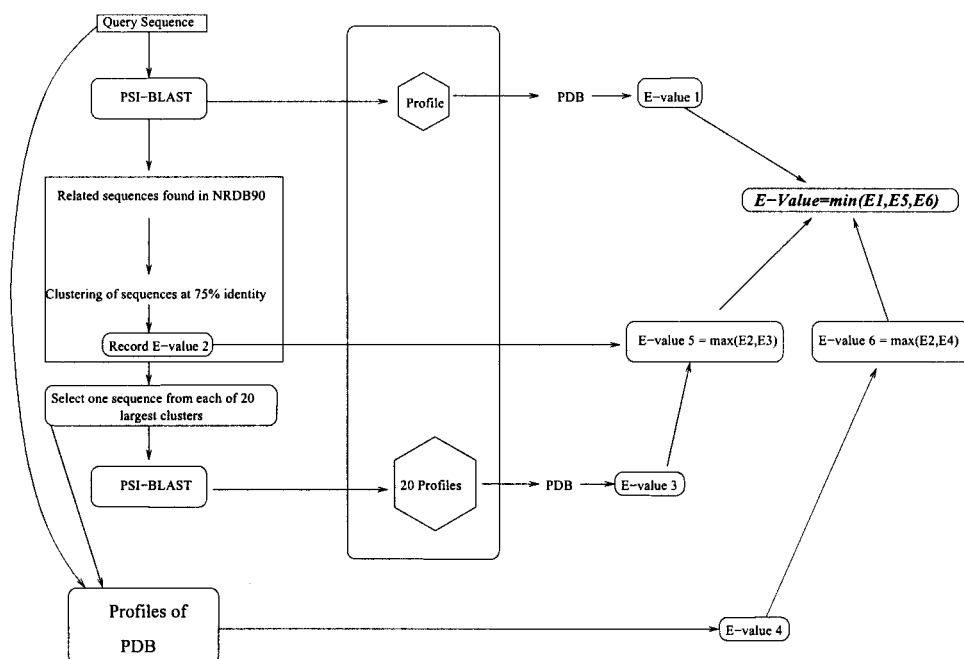 Query Sequence
PSI-BLAST
Profile
PDB
E-value 1
Related sequences found in NRDB90
E-Value=min(E1,E5,E6)
Clustering of sequences at 75% identity
Record E-value 2
E-value 5 = max(E2,E3)
E-value 6 = max(E2,E4)
Select one sequence from each of 20
largest clusters
PSI-BLAST
20 Profiles
PDB
E-value 3
Profiles of
PDB
E-value 4